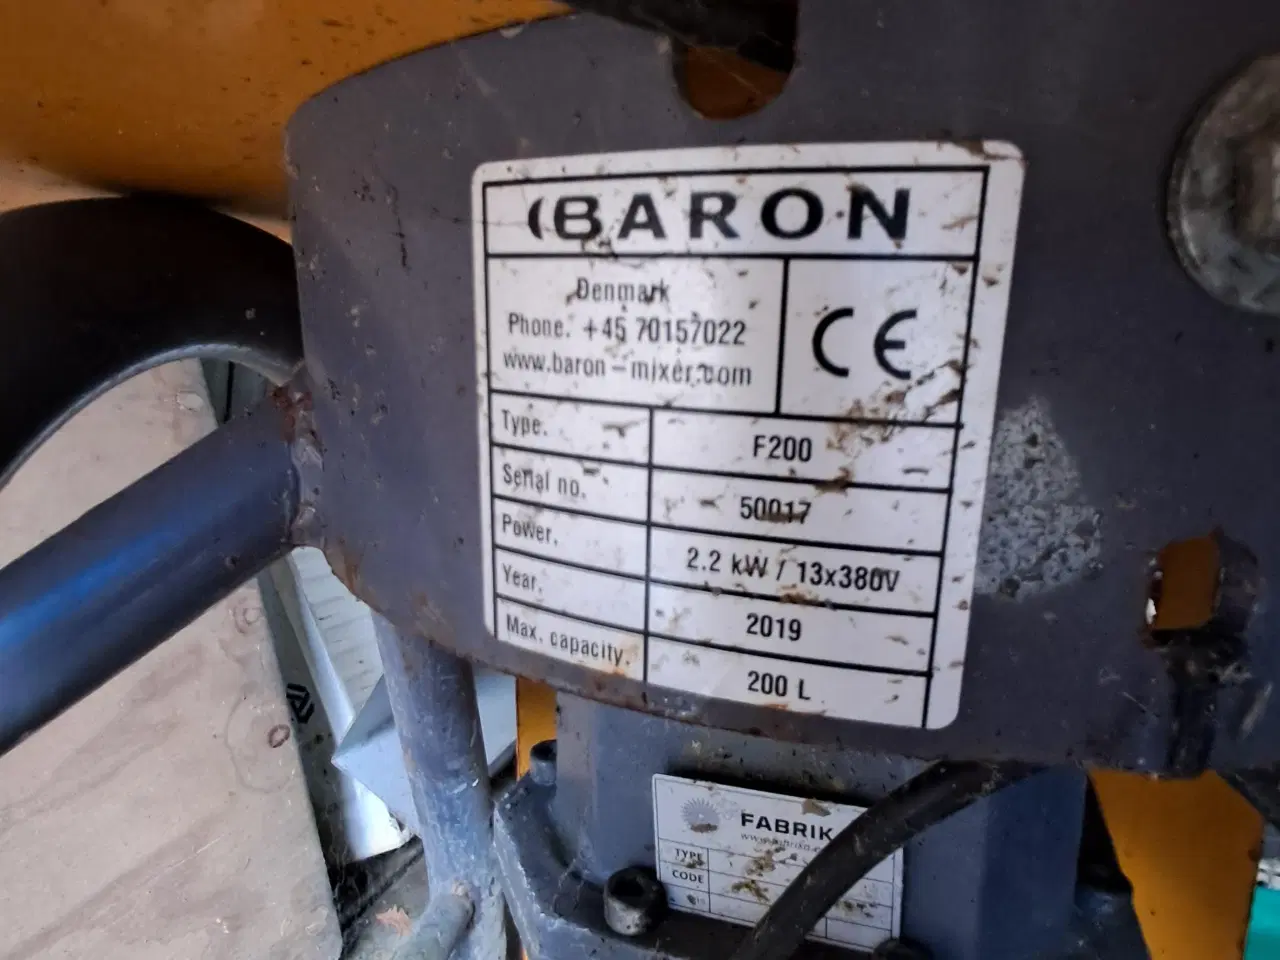 BARON
Denmark
Phone. +45 70157022
www.baron-mixer.com
CE
Type. F200
Serial no. 50017
Power. 2.2 kW / 13x380V
Year. 2019
Max. capacity. 200 L
FABRIK
TYPE
CODE